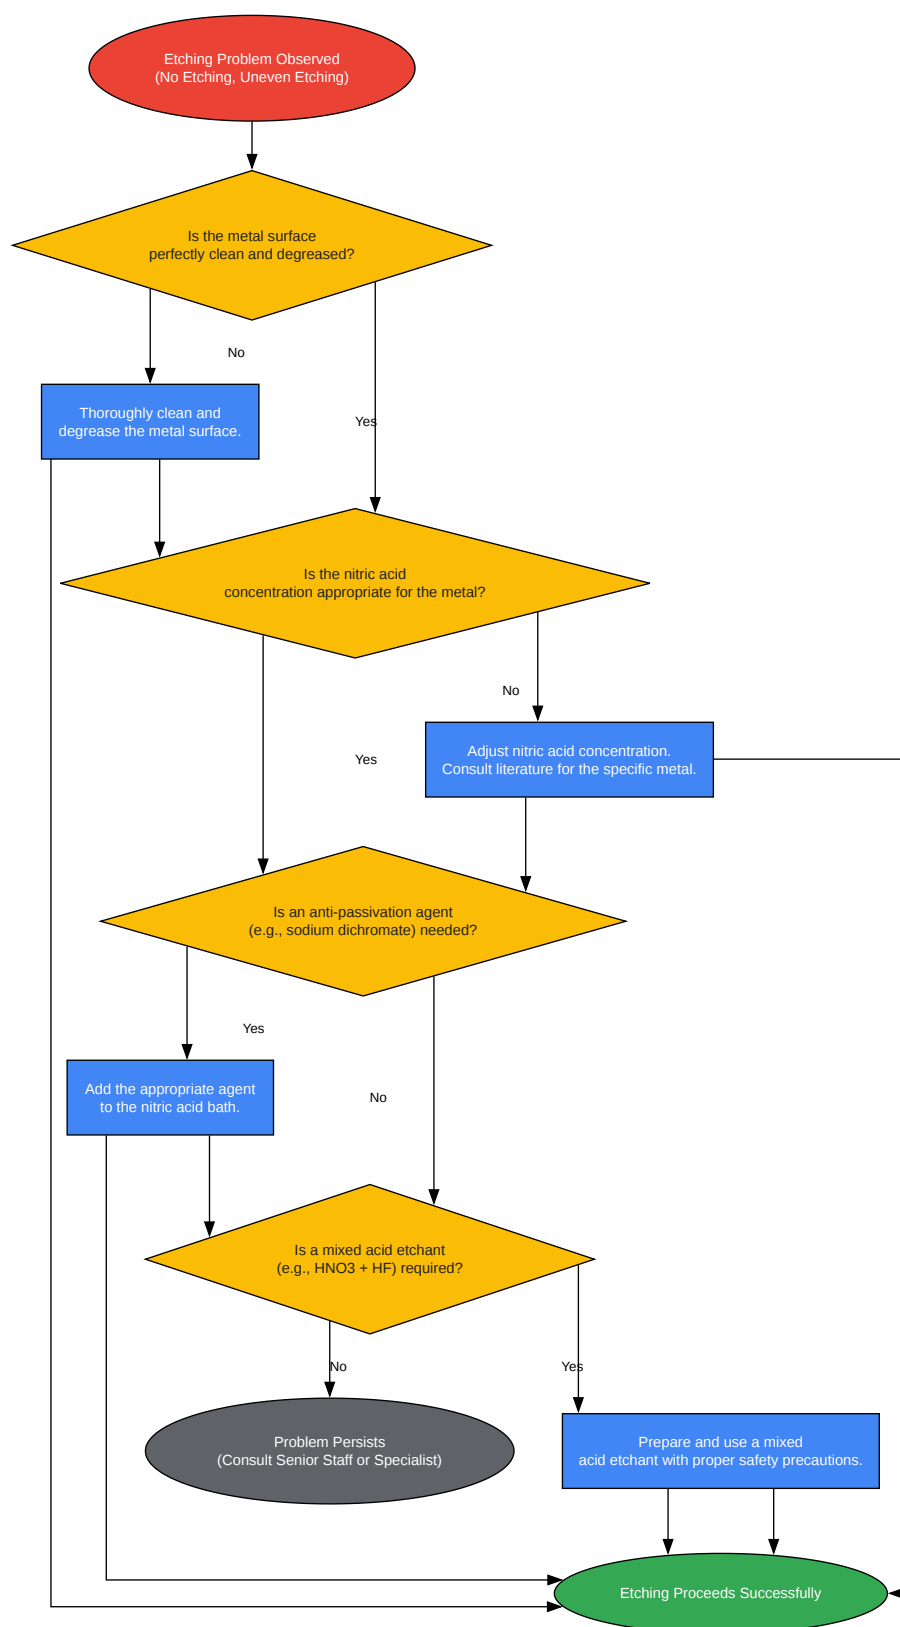 Etching Problem Observed
(No Etching, Uneven Etching)
Is the metal surface
perfectly clean and degreased?
No
Thoroughly clean and
degrease the metal surface.
Yes
Is the nitric acid
concentration appropriate for the metal?
No
Yes
Adjust nitric acid concentration.
Consult literature for the specific metal.
Is an anti-passivation agent
(e.g., sodium dichromate) needed?
Yes
Add the appropriate agent
to the nitric acid bath.
No
Is a mixed acid etchant
(e.g., HNO3 + HF) required?
No
Yes
Problem Persists
(Consult Senior Staff or Specialist)
Prepare and use a mixed
acid etchant with proper safety precautions.
Etching Proceeds Successfully